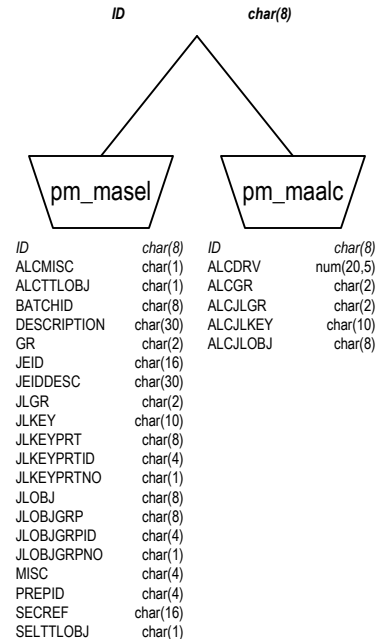 ID char(8)
pm_masel pm_maalc
ID char(8) ID char(8)
ALCMISC char(1) ALCDRV num(20,5)
ALCTTLOBJ char(1) ALCGR char(2)
BATCHID char(8) ALCJLGR char(2)
DESCRIPTION char(30) ALCJLKEY char(10)
GR char(2) ALCJLOBJ char(8)
JEID char(16)
JEIDDESC char(30)
JLGR char(2)
JLKEY char(10)
JLKEYPRT char(8)
JLKEYPRTID char(4)
JLKEYPRTNO char(1)
JLOBJ char(8)
JLOBJGRP char(8)
JLOBJGRPID char(4)
JLOBJGRPNO char(1)
MISC char(4)
PREPID char(4)
SECREF char(16)
SELTTLOBJ char(1)